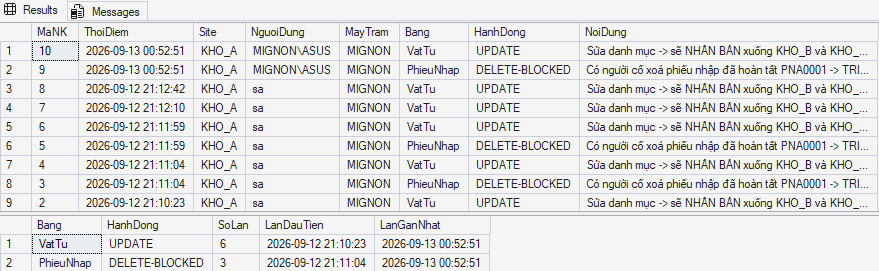 Results Messages
MaNK ThoiDiem Site NguoiDung MayTram Bang HanhDong NoiDung
1 10 2026-09-13 00:52:51 KHO_A MIGNON\ASUS MIGNON VatTu UPDATE Sửa danh mục -> sẽ NHÂN BẢN xuống KHO_B và KHO_...
2 9 2026-09-13 00:52:51 KHO_A MIGNON\ASUS MIGNON PhieuNhap DELETE-BLOCKED Có người cố xoá phiếu nhập đã hoàn tất PNA0001 -> TRI...
3 8 2026-09-12 21:12:42 KHO_A sa MIGNON VatTu UPDATE Sửa danh mục -> sẽ NHÂN BẢN xuống KHO_B và KHO_...
4 7 2026-09-12 21:12:10 KHO_A sa MIGNON VatTu UPDATE Sửa danh mục -> sẽ NHÂN BẢN xuống KHO_B và KHO_...
5 6 2026-09-12 21:11:59 KHO_A sa MIGNON VatTu UPDATE Sửa danh mục -> sẽ NHÂN BẢN xuống KHO_B và KHO_...
6 5 2026-09-12 21:11:59 KHO_A sa MIGNON PhieuNhap DELETE-BLOCKED Có người cố xoá phiếu nhập đã hoàn tất PNA0001 -> TRI...
7 4 2026-09-12 21:11:04 KHO_A sa MIGNON VatTu UPDATE Sửa danh mục -> sẽ NHÂN BẢN xuống KHO_B và KHO_...
8 3 2026-09-12 21:11:04 KHO_A sa MIGNON PhieuNhap DELETE-BLOCKED Có người cố xoá phiếu nhập đã hoàn tất PNA0001 -> TRI...
9 2 2026-09-12 21:10:23 KHO_A sa MIGNON VatTu UPDATE Sửa danh mục -> sẽ NHÂN BẢN xuống KHO_B và KHO_...
Bang HanhDong SoLan LanDauTien LanGanNhat
1 VatTu UPDATE 6 2026-09-12 21:10:23 2026-09-13 00:52:51
2 PhieuNhap DELETE-BLOCKED 3 2026-09-12 21:11:04 2026-09-13 00:52:51